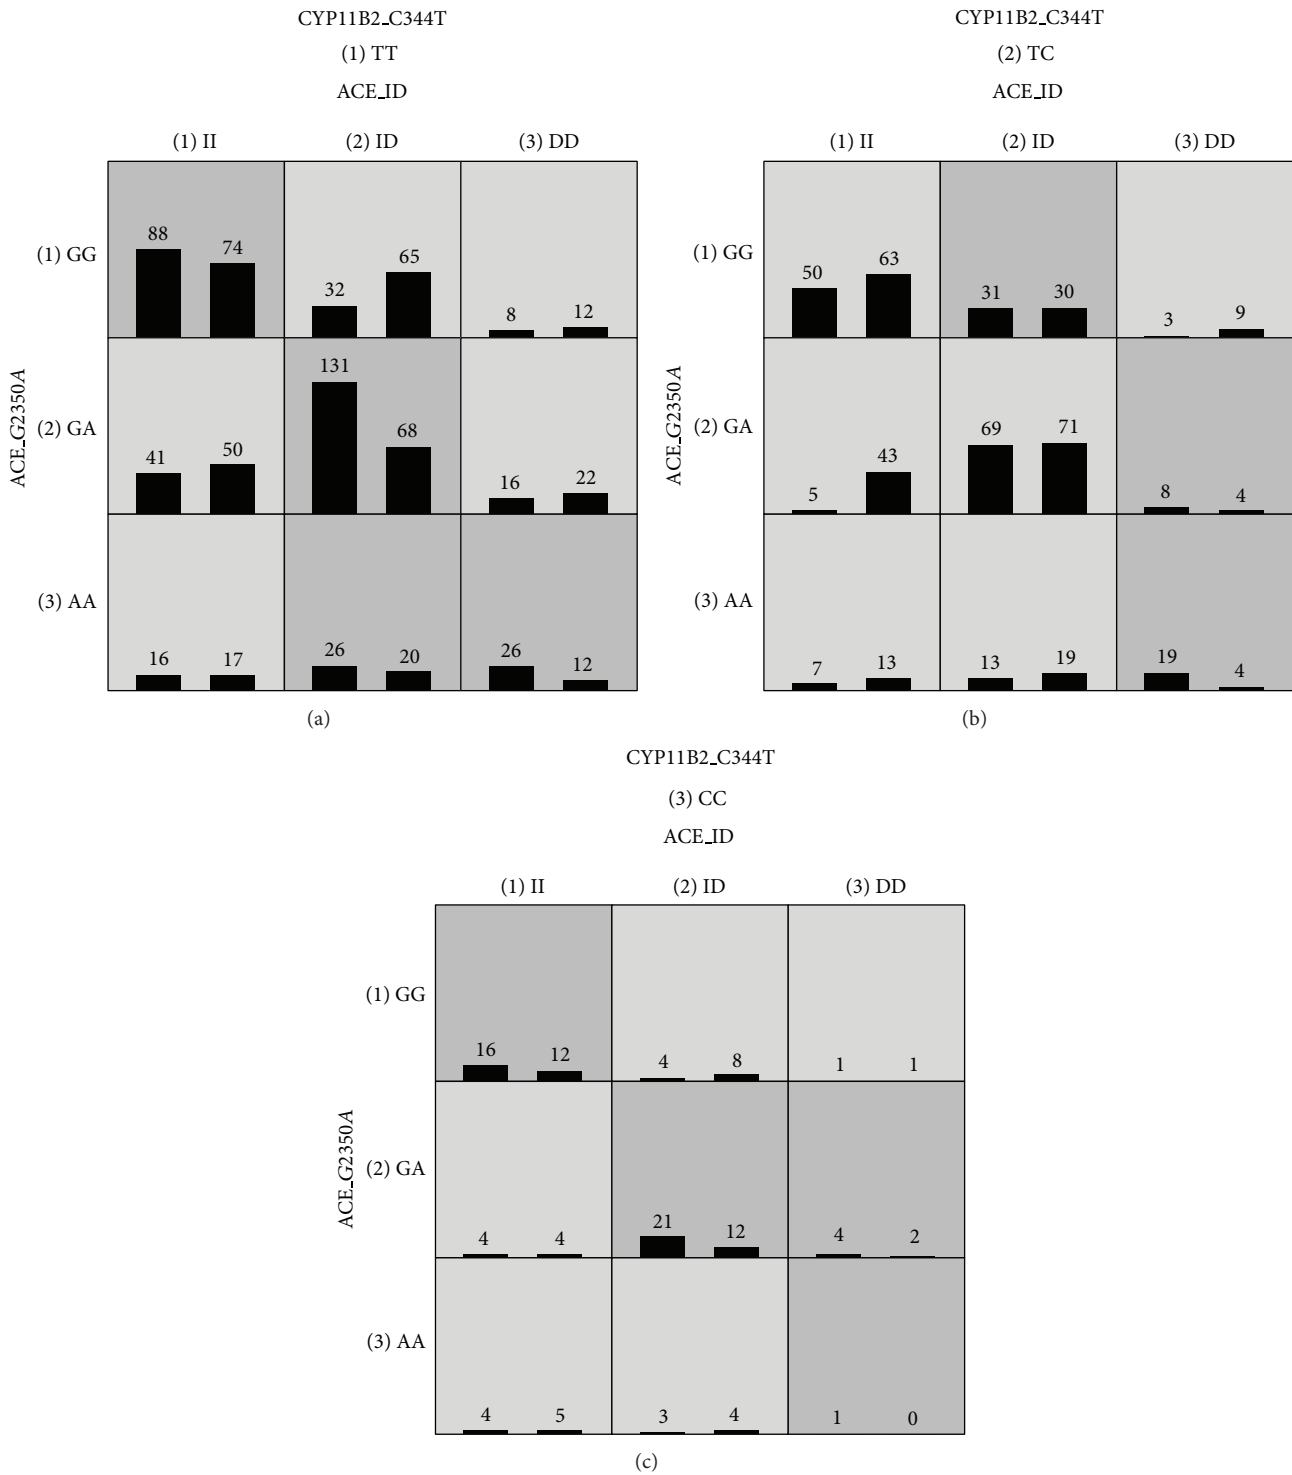 CYP11B2_C344T
(1) TT
ACE_ID
(1) II (2) ID (3) DD
ACE_G2350A
(1) GG
88 74 32 65 8 12
(2) GA
41 50 131 68 16 22
(3) AA
16 17 26 20 26 12
(a)
CYP11B2_C344T
(2) TC
ACE_ID
(1) II (2) ID (3) DD
ACE_G2350A
(1) GG
50 63 31 30 3 9
(2) GA
5 43 69 71 8 4
(3) AA
7 13 13 19 19 4
(b)
CYP11B2_C344T
(3) CC
ACE_ID
(1) II (2) ID (3) DD
ACE_G2350A
(1) GG
16 12 4 8 1 1
(2) GA
4 4 21 12 4 2
(3) AA
4 5 3 4 1 0
(c)